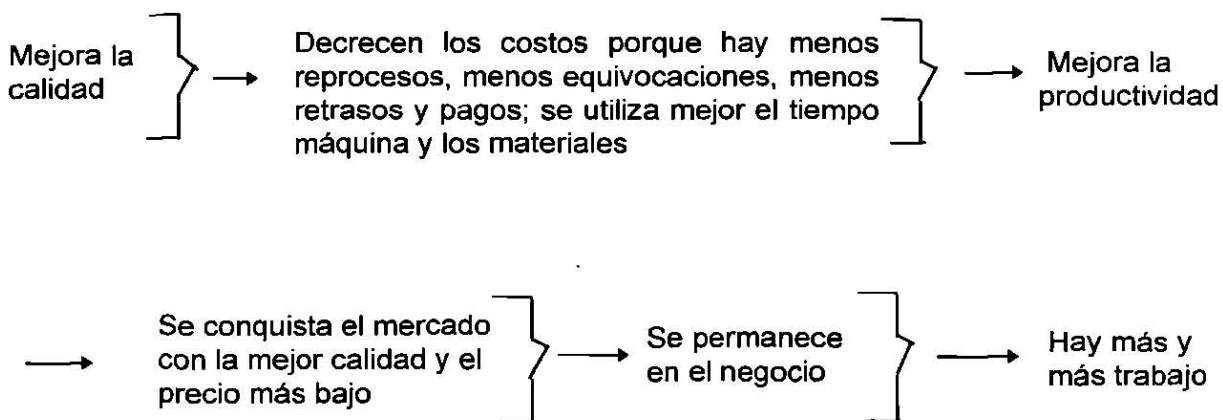 Mejora la
calidad
Decrecen los costos porque hay menos
reprocesos, menos equivocaciones, menos
retrasos y pagos; se utiliza mejor el tiempo
máquina y los materiales
Mejora la
productividad
Se conquista el mercado
con la mejor calidad y el
precio más bajo
Se permanece
en el negocio
Hay más y
más trabajo